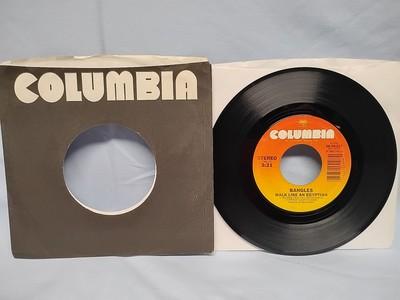 COLUMBIA
COLUMBIA
STEREO
3:21
BANGLES
WALK LIKE AN EGYPTIAN